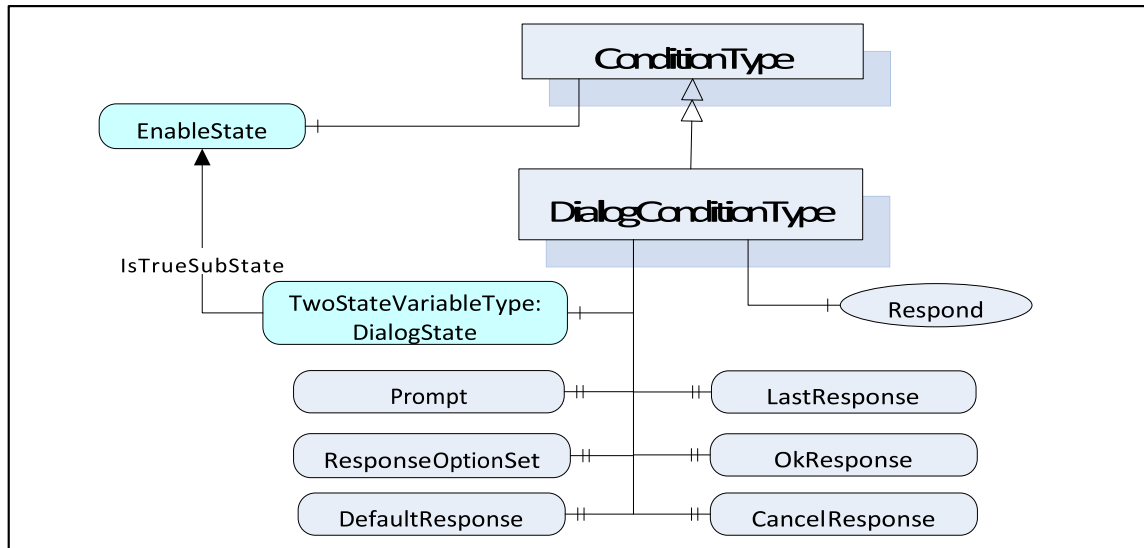 ConditionType
EnableState
DialogConditionType
IsTrueSubState
TwoStateVariableType:
DialogState
Respond
Prompt
LastResponse
ResponseOptionSet
OkResponse
DefaultResponse
CancelResponse